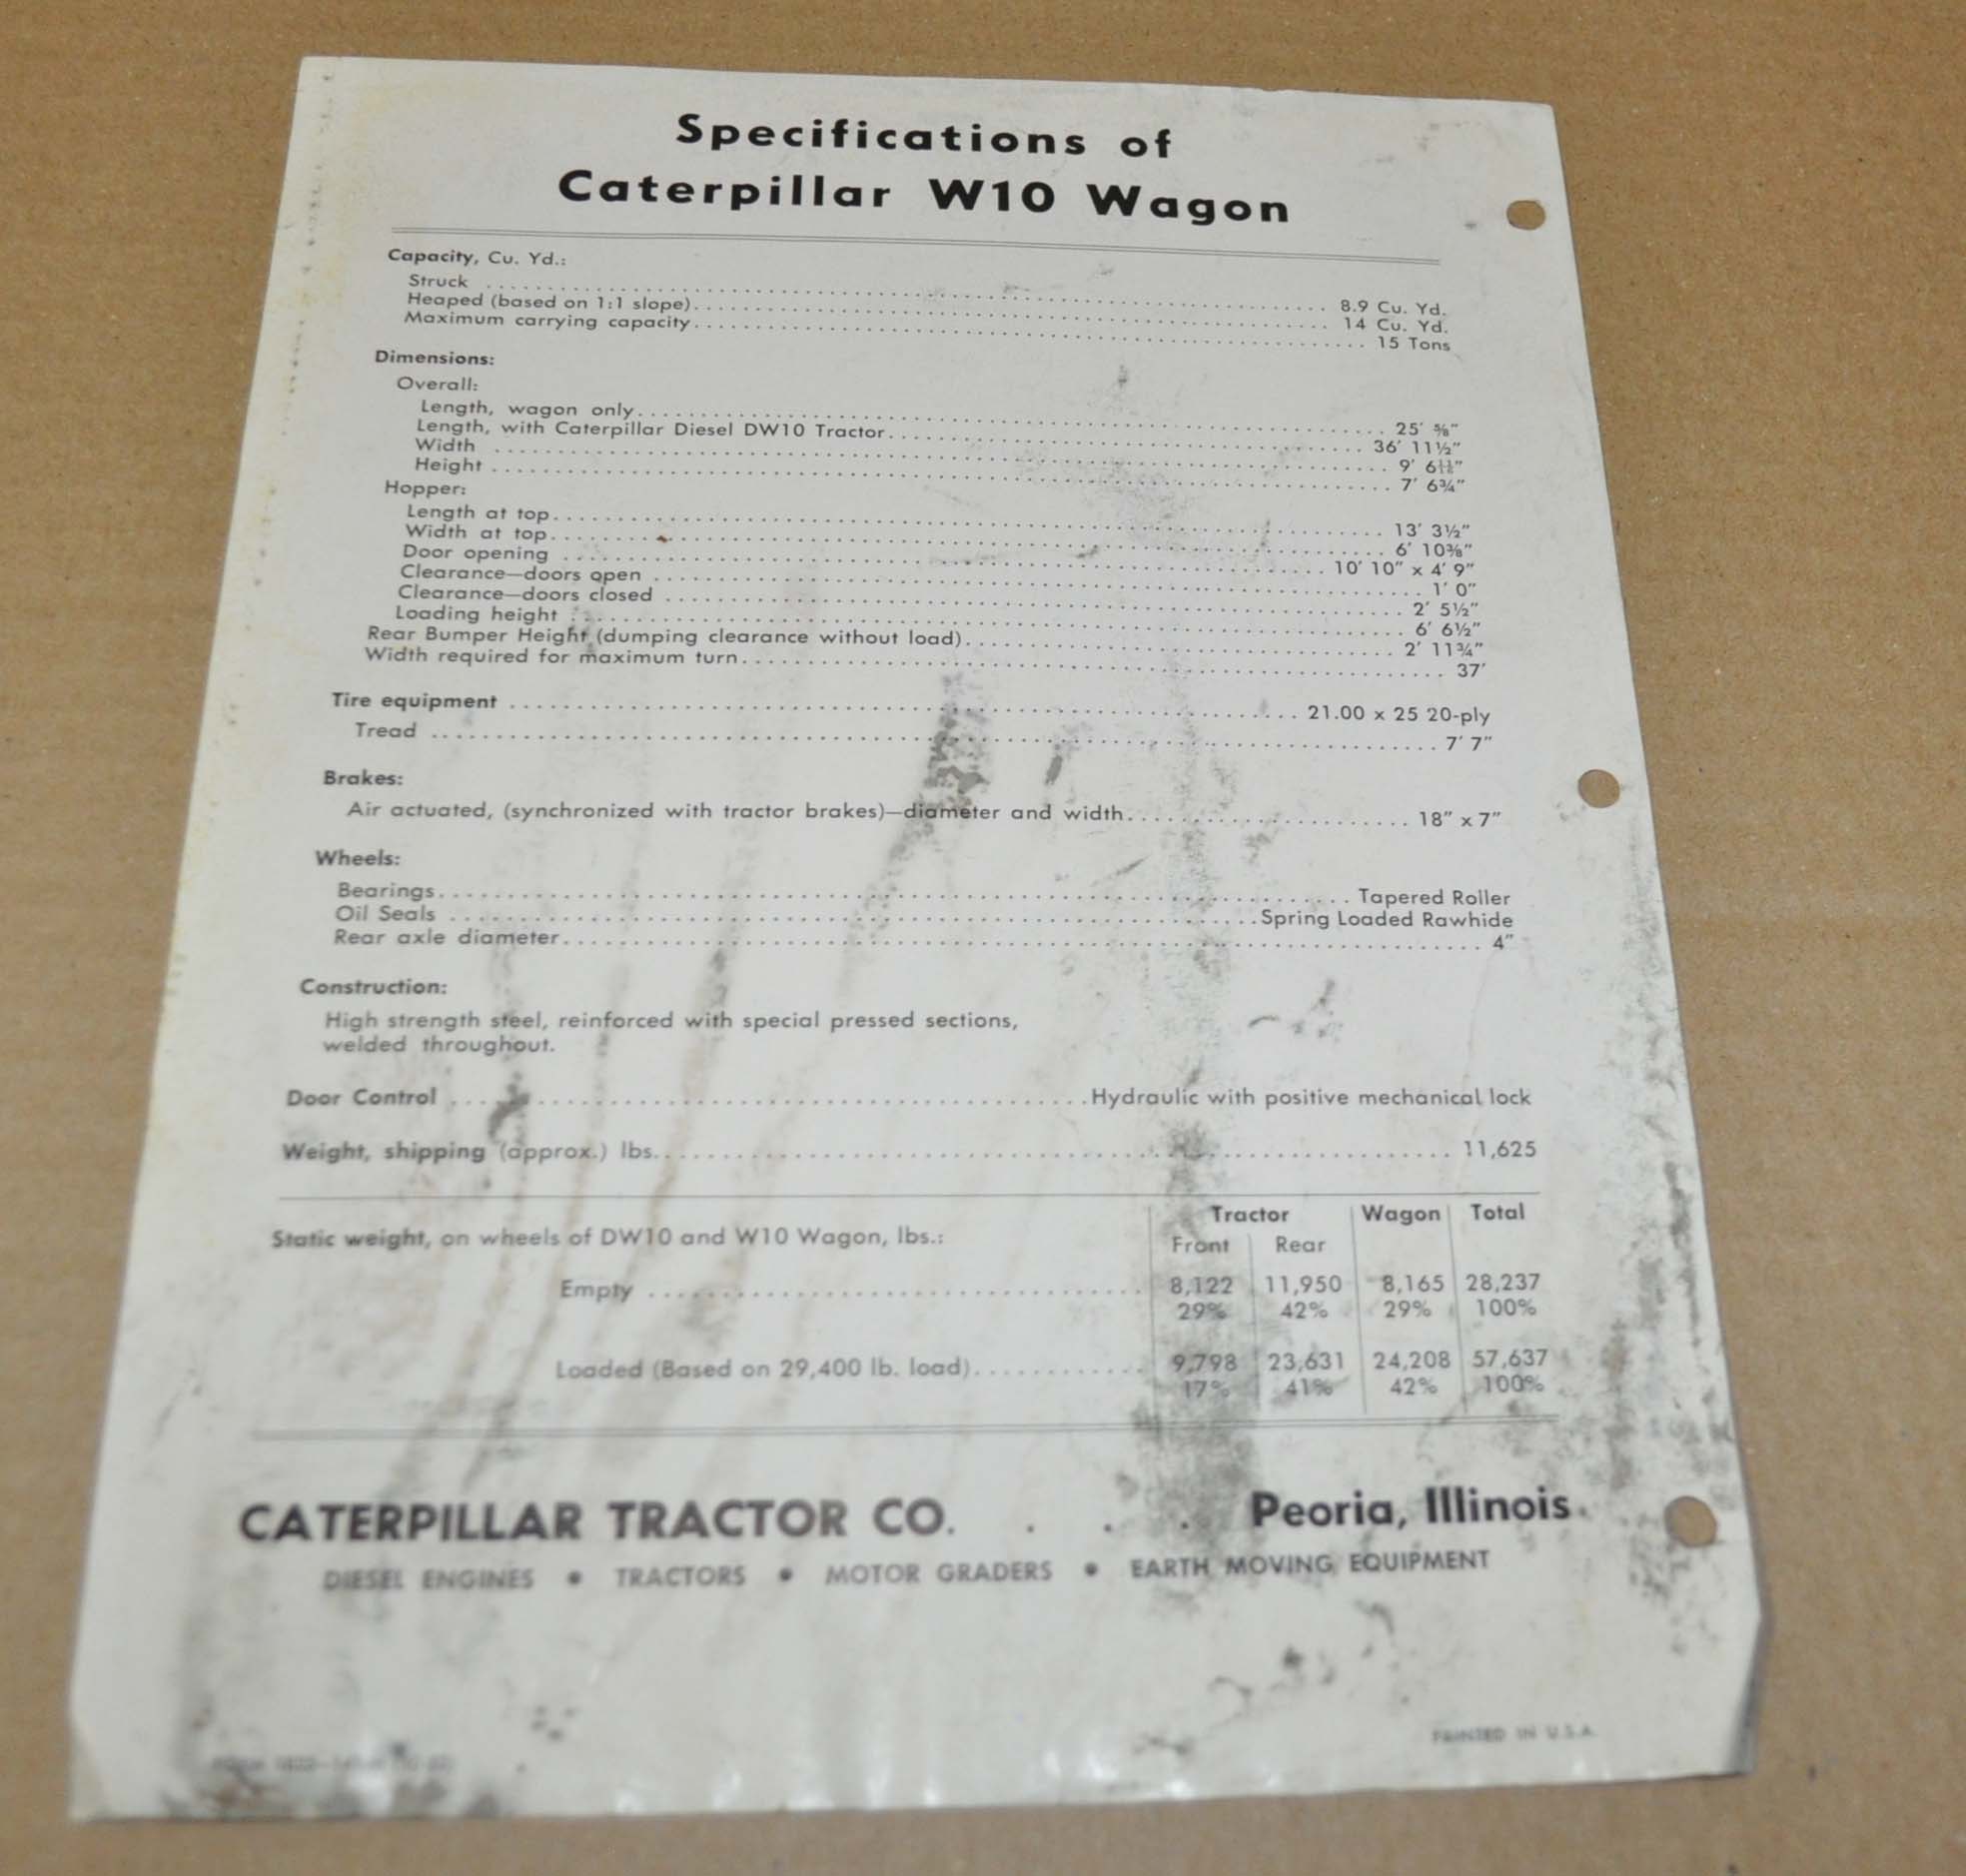 Specifications of
Caterpillar W10 Wagon
Capacity, Cu. Yd.:
Struck ........ 8.9 Cu. Yd.
Heaped (based on 1:1 slope)........ 14 Cu. Yd.
Maximum carrying capacity........ 15 Tons
Dimensions:
Overall:
Length, wagon only........ 25′ ⅝″
Length, with Caterpillar Diesel DW10 Tractor........ 36′ 11½″
Width ........ 9′
Height ........ 7′ 6¾″
Hopper:
Length at top........ 13′ 3½″
Width at top........ 6′ 10⅜″
Door opening ........ 10′ 10″ x 4′ 9″
Clearance—doors open ........ 1′ 0″
Clearance—doors closed ........ 2′ 5½″
Loading height ........ 6′ 6½″
Rear Bumper Height (dumping clearance without load)........ 2′ 11¾″
Width required for maximum turn........ 37′
Tire equipment ........ 21.00 x 25 20-ply
Tread ........ 7′ 7″
Brakes:
Air actuated, (synchronized with tractor brakes)—diameter and width........ 18″ x 7″
Wheels:
Bearings........ Tapered Roller
Oil Seals ........ Spring Loaded Rawhide
Rear axle diameter........ 4″
Construction:
High strength steel, reinforced with special pressed sections,
welded throughout.
Door Control ........ Hydraulic with positive mechanical lock
Weight, shipping (approx.) lbs......... 11,625
Tractor Wagon Total
Static weight, on wheels of DW10 and W10 Wagon, lbs.:
Front Rear
Empty ........ 8,122 11,950 8,165 28,237
29% 42% 29% 100%
Loaded (Based on 29,400 lb. load)........ 9,798 23,631 24,208 57,637
17% 41% 42% 100%
CATERPILLAR TRACTOR CO. . . . Peoria, Illinois.
DIESEL ENGINES • TRACTORS • MOTOR GRADERS • EARTH MOVING EQUIPMENT
PRINTED IN U.S.A.